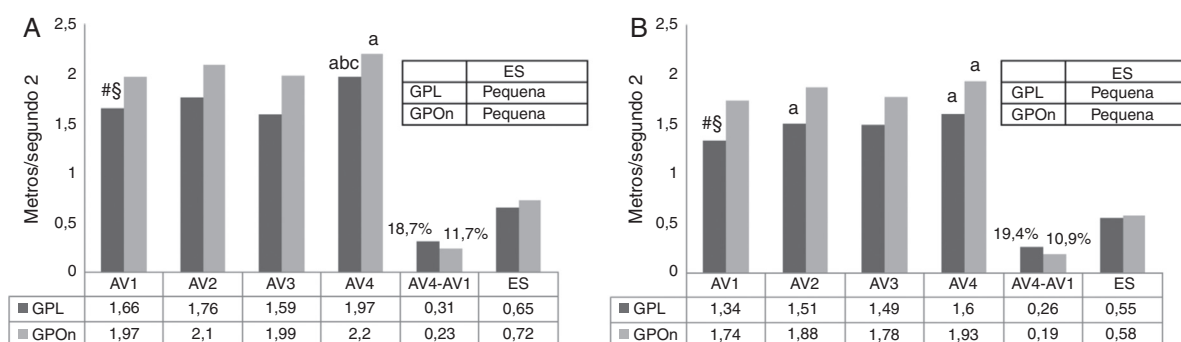 A
Metros/segundo 2
2,5
2
1,5
1
0,5
0
#§
abc
a
18,7% 11,7%
ES
GPL Pequena
GPOn Pequena
AV1 AV2 AV3 AV4 AV4-AV1 ES
GPL 1,66 1,76 1,59 1,97 0,31 0,65
GPOn 1,97 2,1 1,99 2,2 0,23 0,72
B
Metros/segundo 2
2,5
2
1,5
1
0,5
0
#§
a
a
a
19,4% 10,9%
ES
GPL Pequena
GPOn Pequena
AV1 AV2 AV3 AV4 AV4-AV1 ES
GPL 1,34 1,51 1,49 1,6 0,26 0,55
GPOn 1,74 1,88 1,78 1,93 0,19 0,58